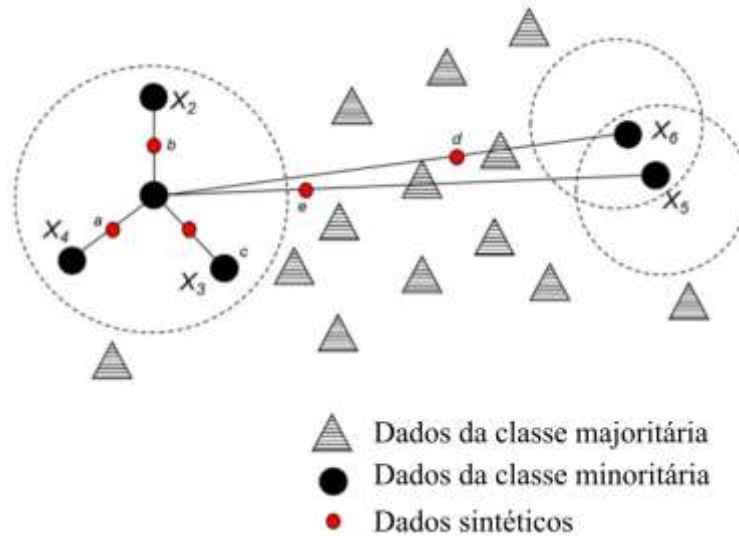 X2
b
d
X6
a
e
X5
X4
c
X3
Dados da classe majoritária
Dados da classe minoritária
Dados sintéticos